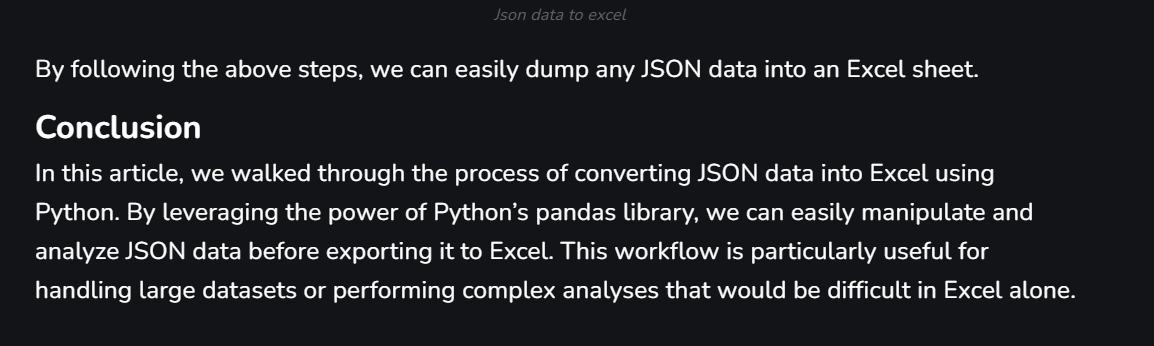 Json data to excel
By following the above steps, we can easily dump any JSON data into an Excel sheet.
Conclusion
In this article, we walked through the process of converting JSON data into Excel using
Python. By leveraging the power of Python’s pandas library, we can easily manipulate and
analyze JSON data before exporting it to Excel. This workflow is particularly useful for
handling large datasets or performing complex analyses that would be difficult in Excel alone.